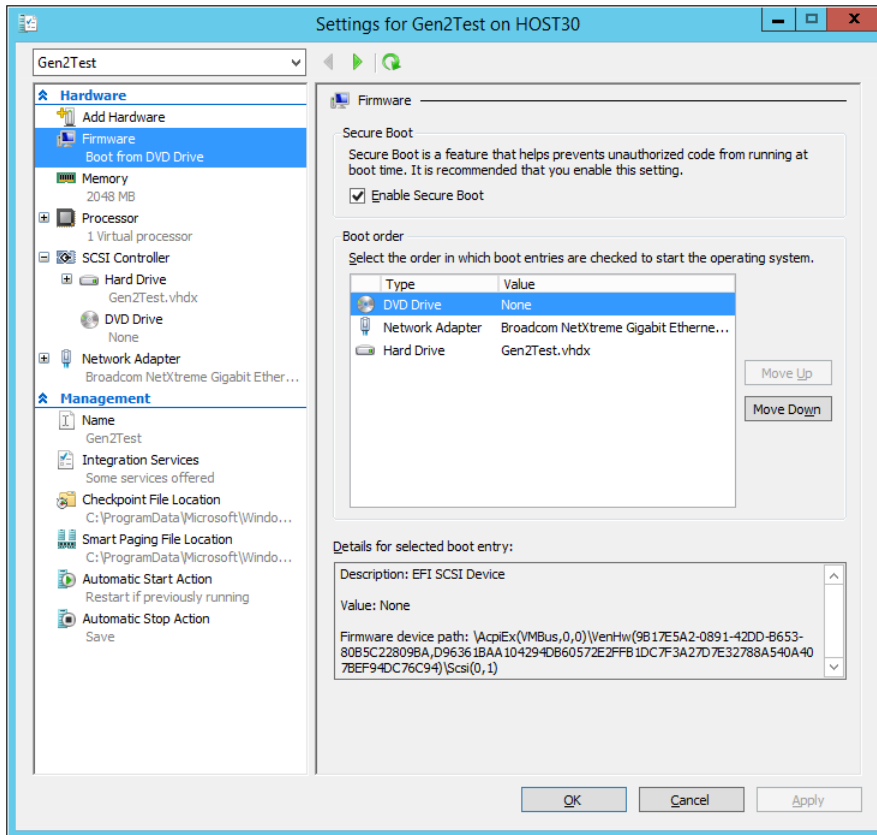 Settings for Gen2Test on HOST30
Gen2Test
Hardware
Add Hardware
Firmware
Boot from DVD Drive
Memory
2048 MB
Processor
1 Virtual processor
SCSI Controller
Hard Drive
Gen2Test.vhdx
DVD Drive
None
Network Adapter
Broadcom NetXtreme Gigabit Ether...
Management
Name
Gen2Test
Integration Services
Some services offered
Checkpoint File Location
C:\ProgramData\Microsoft\Windo...
Smart Paging File Location
C:\ProgramData\Microsoft\Windo...
Automatic Start Action
Restart if previously running
Automatic Stop Action
Save
Firmware
Secure Boot
Secure Boot is a feature that helps prevents unauthorized code from running at
boot time. It is recommended that you enable this setting.
Enable Secure Boot
Boot order
Select the order in which boot entries are checked to start the operating system.
Type Value
DVD Drive None
Network Adapter Broadcom NetXtreme Gigabit Etherne...
Hard Drive Gen2Test.vhdx
Move Up
Move Down
Details for selected boot entry:
Description: EFI SCSI Device
Value: None
Firmware device path: \AcpiEx(VMBus,0,0)\VenHw(9B17E5A2-0891-42DD-B653-
80B5C22809BA,D96361BAA104294DB60572E2FFB1DC7F3A27D7E32788A540A40
7BEF94DC76C94)\Scsi(0,1)
OK Cancel Apply